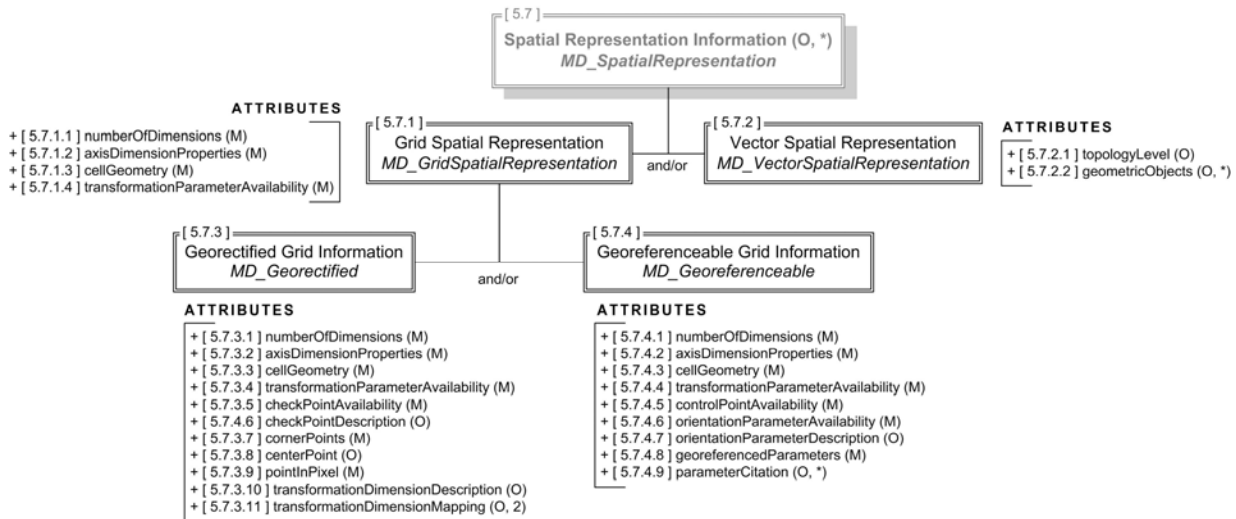 [ 5.7 ]
Spatial Representation Information (O, *)
MD_SpatialRepresentation
ATTRIBUTES
+ [ 5.7.1.1 ] numberOfDimensions (M)
+ [ 5.7.1.2 ] axisDimensionProperties (M)
+ [ 5.7.1.3 ] cellGeometry (M)
+ [ 5.7.1.4 ] transformationParameterAvailability (M)
[ 5.7.1 ]
Grid Spatial Representation
MD_GridSpatialRepresentation
and/or
[ 5.7.2 ]
Vector Spatial Representation
MD_VectorSpatialRepresentation
ATTRIBUTES
+ [ 5.7.2.1 ] topologyLevel (O)
+ [ 5.7.2.2 ] geometricObjects (O, *)
[ 5.7.3 ]
Georectified Grid Information
MD_Georectified
and/or
[ 5.7.4 ]
Georeferenceable Grid Information
MD_Georeferenceable
ATTRIBUTES
+ [ 5.7.3.1 ] numberOfDimensions (M)
+ [ 5.7.3.2 ] axisDimensionProperties (M)
+ [ 5.7.3.3 ] cellGeometry (M)
+ [ 5.7.3.4 ] transformationParameterAvailability (M)
+ [ 5.7.3.5 ] checkPointAvailability (M)
+ [ 5.7.4.6 ] checkPointDescription (O)
+ [ 5.7.3.7 ] cornerPoints (M)
+ [ 5.7.3.8 ] centerPoint (O)
+ [ 5.7.3.9 ] pointInPixel (M)
+ [ 5.7.3.10 ] transformationDimensionDescription (O)
+ [ 5.7.3.11 ] transformationDimensionMapping (O, 2)
ATTRIBUTES
+ [ 5.7.4.1 ] numberOfDimensions (M)
+ [ 5.7.4.2 ] axisDimensionProperties (M)
+ [ 5.7.4.3 ] cellGeometry (M)
+ [ 5.7.4.4 ] transformationParameterAvailability (M)
+ [ 5.7.4.5 ] controlPointAvailability (M)
+ [ 5.7.4.6 ] orientationParameterAvailability (M)
+ [ 5.7.4.7 ] orientationParameterDescription (O)
+ [ 5.7.4.8 ] georeferencedParameters (M)
+ [ 5.7.4.9 ] parameterCitation (O, *)